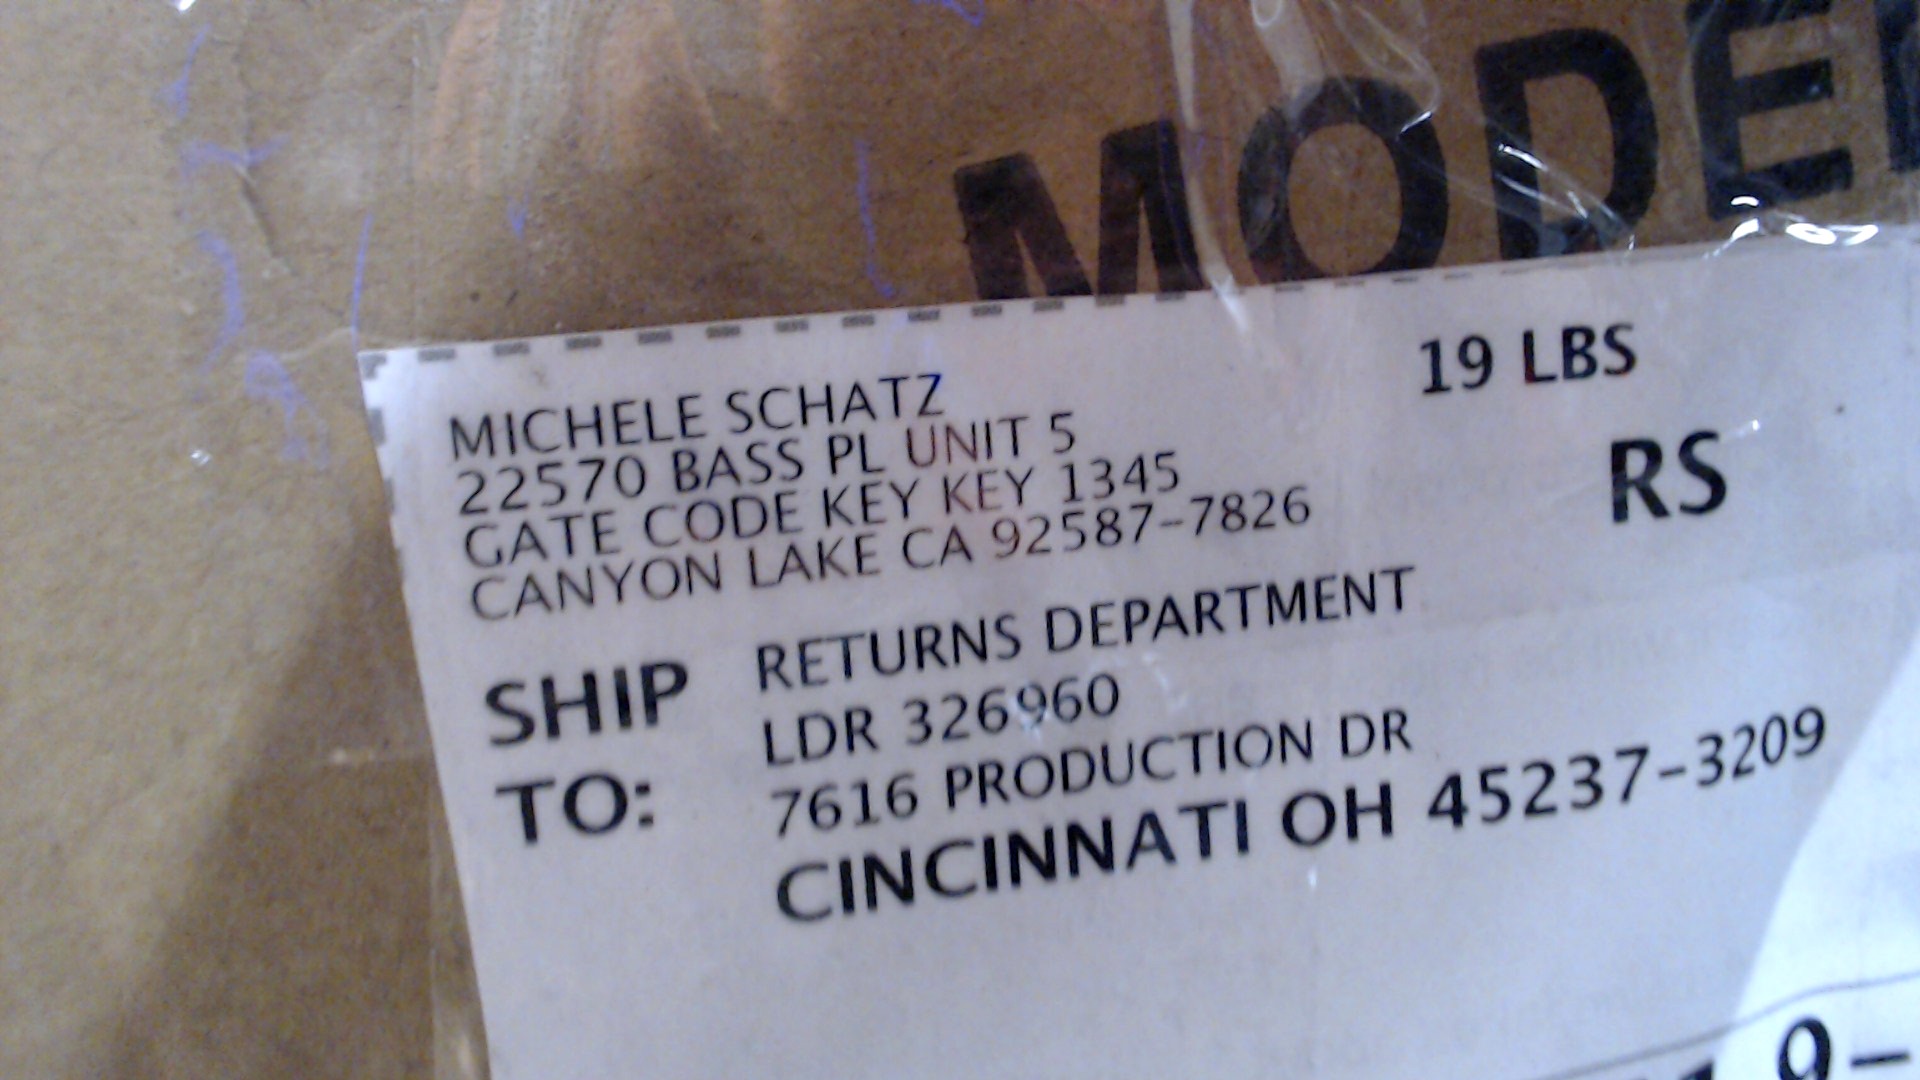 MODE
19 LBS
MICHELE SCHATZ
22570 BASS PL UNIT 5
GATE CODE KEY KEY 1345
CANYON LAKE CA 92587-7826
RS
SHIP TO:
RETURNS DEPARTMENT
LDR 326960
7616 PRODUCTION DR
CINCINNATI OH 45237-3209
9-